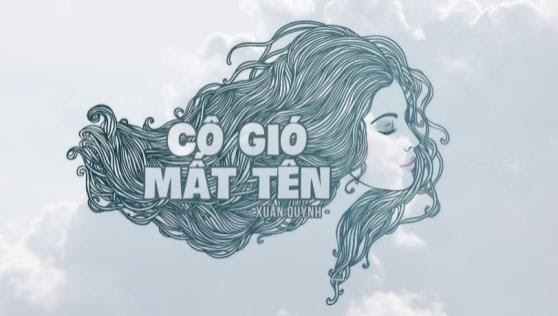 CÔ GIÓ
MẤT TÊN
- XUÂN QUỲNH -